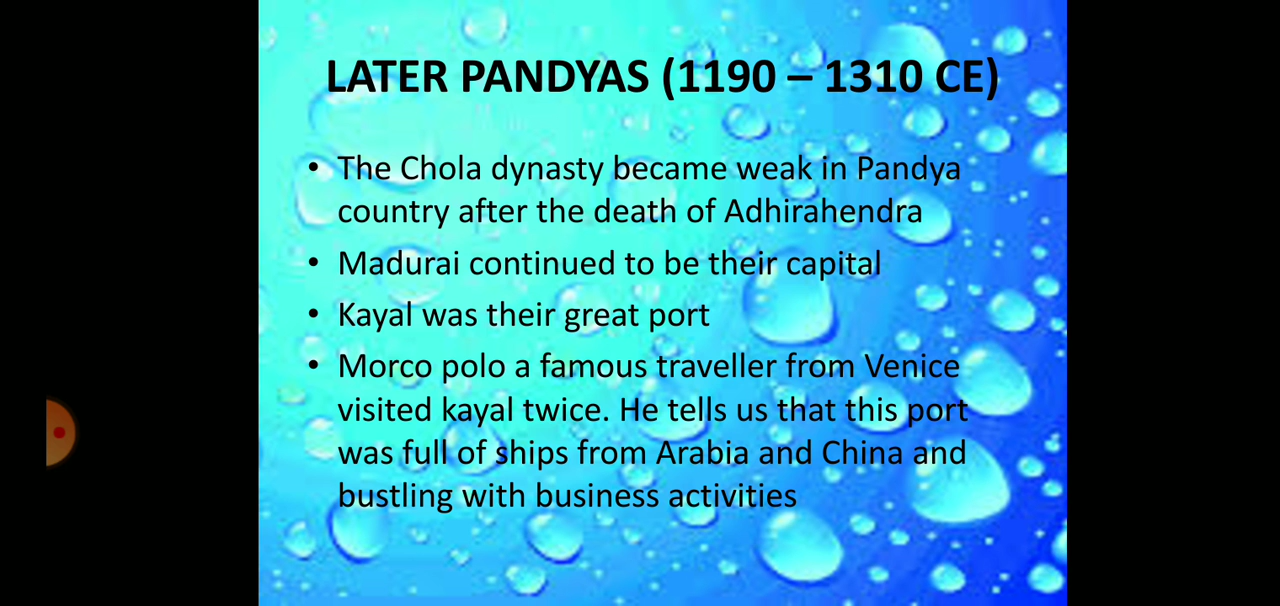 LATER PANDYAS (1190 – 1310 CE)
• The Chola dynasty became weak in Pandya
country after the death of Adhirahendra
• Madurai continued to be their capital
• Kayal was their great port
• Morco polo a famous traveller from Venice
visited kayal twice. He tells us that this port
was full of ships from Arabia and China and
bustling with business activities